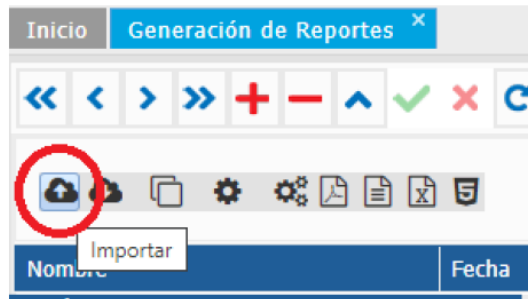 Inicio
Generación de Reportes
Importar
Nombre
Fecha